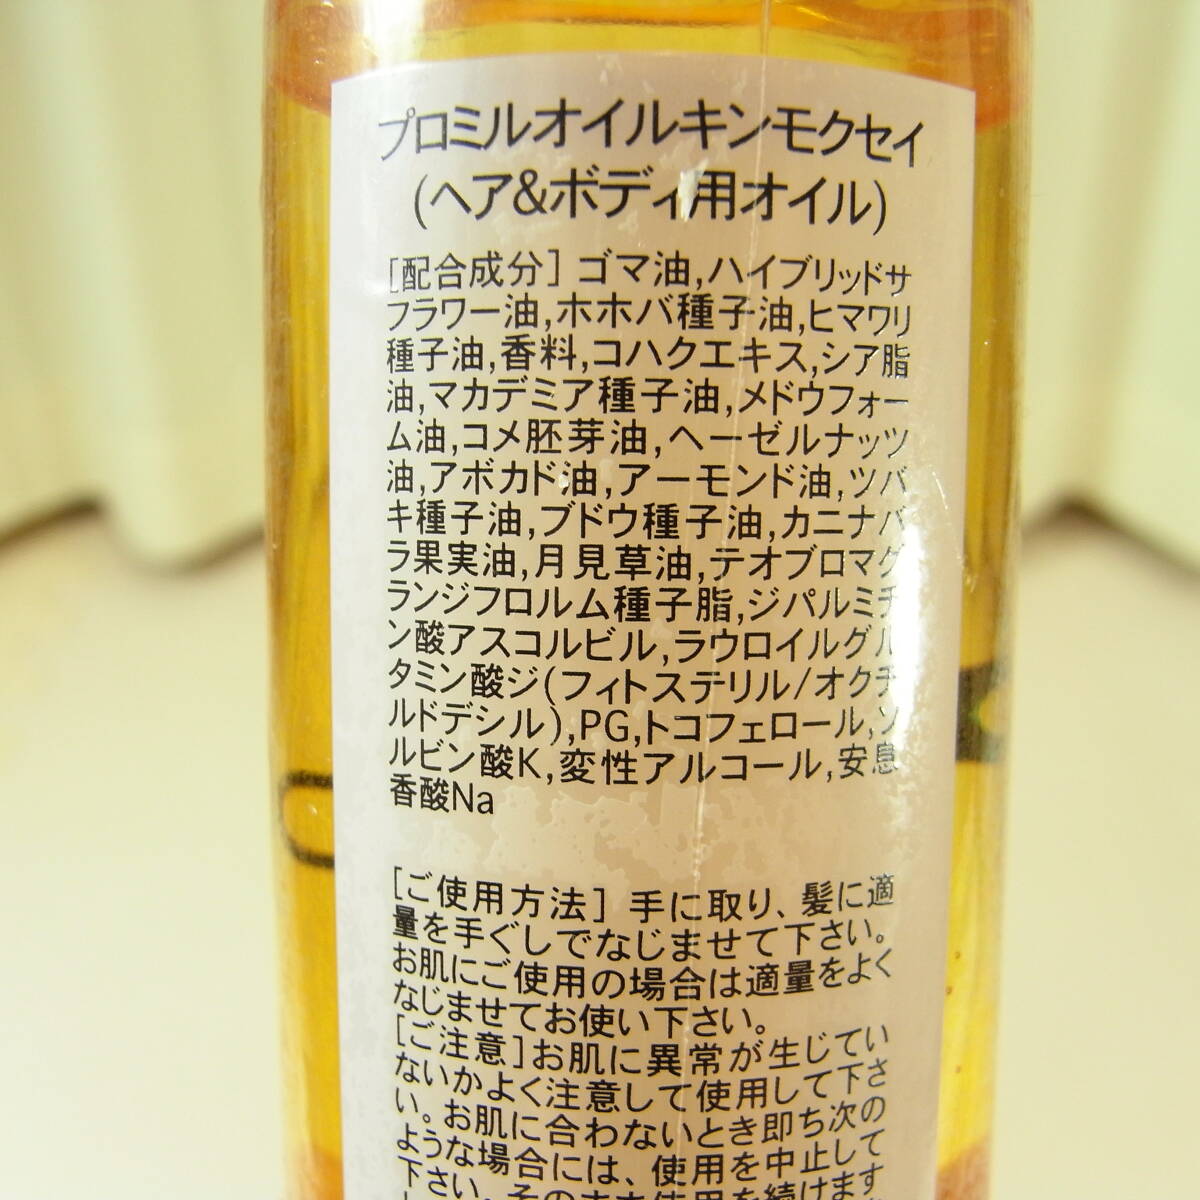 プロミルオイルキンモクセイ
(ヘア&ボディ用オイル)
[配合成分] ゴマ油,ハイブリッドサ
フラワー油,ホホバ種子油,ヒマワリ
種子油,香料,コハクエキス,シア脂
油,マカデミア種子油,メドウフォー
ム油,コメ胚芽油,ヘーゼルナッツ
油,アボカド油,アーモンド油,ツバ
キ種子油,ブドウ種子油,カニナバ
ラ果実油,月見草油,テオブロマグ
ランジフロルム種子脂,ジパルミチ
ン酸アスコルビル,ラウロイルグル
タミン酸ジ(フィトステリル/オクチ
ルドデシル),PG,トコフェロール,ソ
ルビン酸K,変性アルコール,安息
香酸Na
[ご使用方法] 手に取り、髪に適
量を手ぐしでなじませて下さい。
お肌にご使用の場合は適量をよく
なじませてお使い下さい。
[ご注意]お肌に異常が生じてい
ないかよく注意して使用して下さ
い。お肌に合わないとき即ち次の
ような場合には、使用を中止して
下さい。そのまま使用を続けます